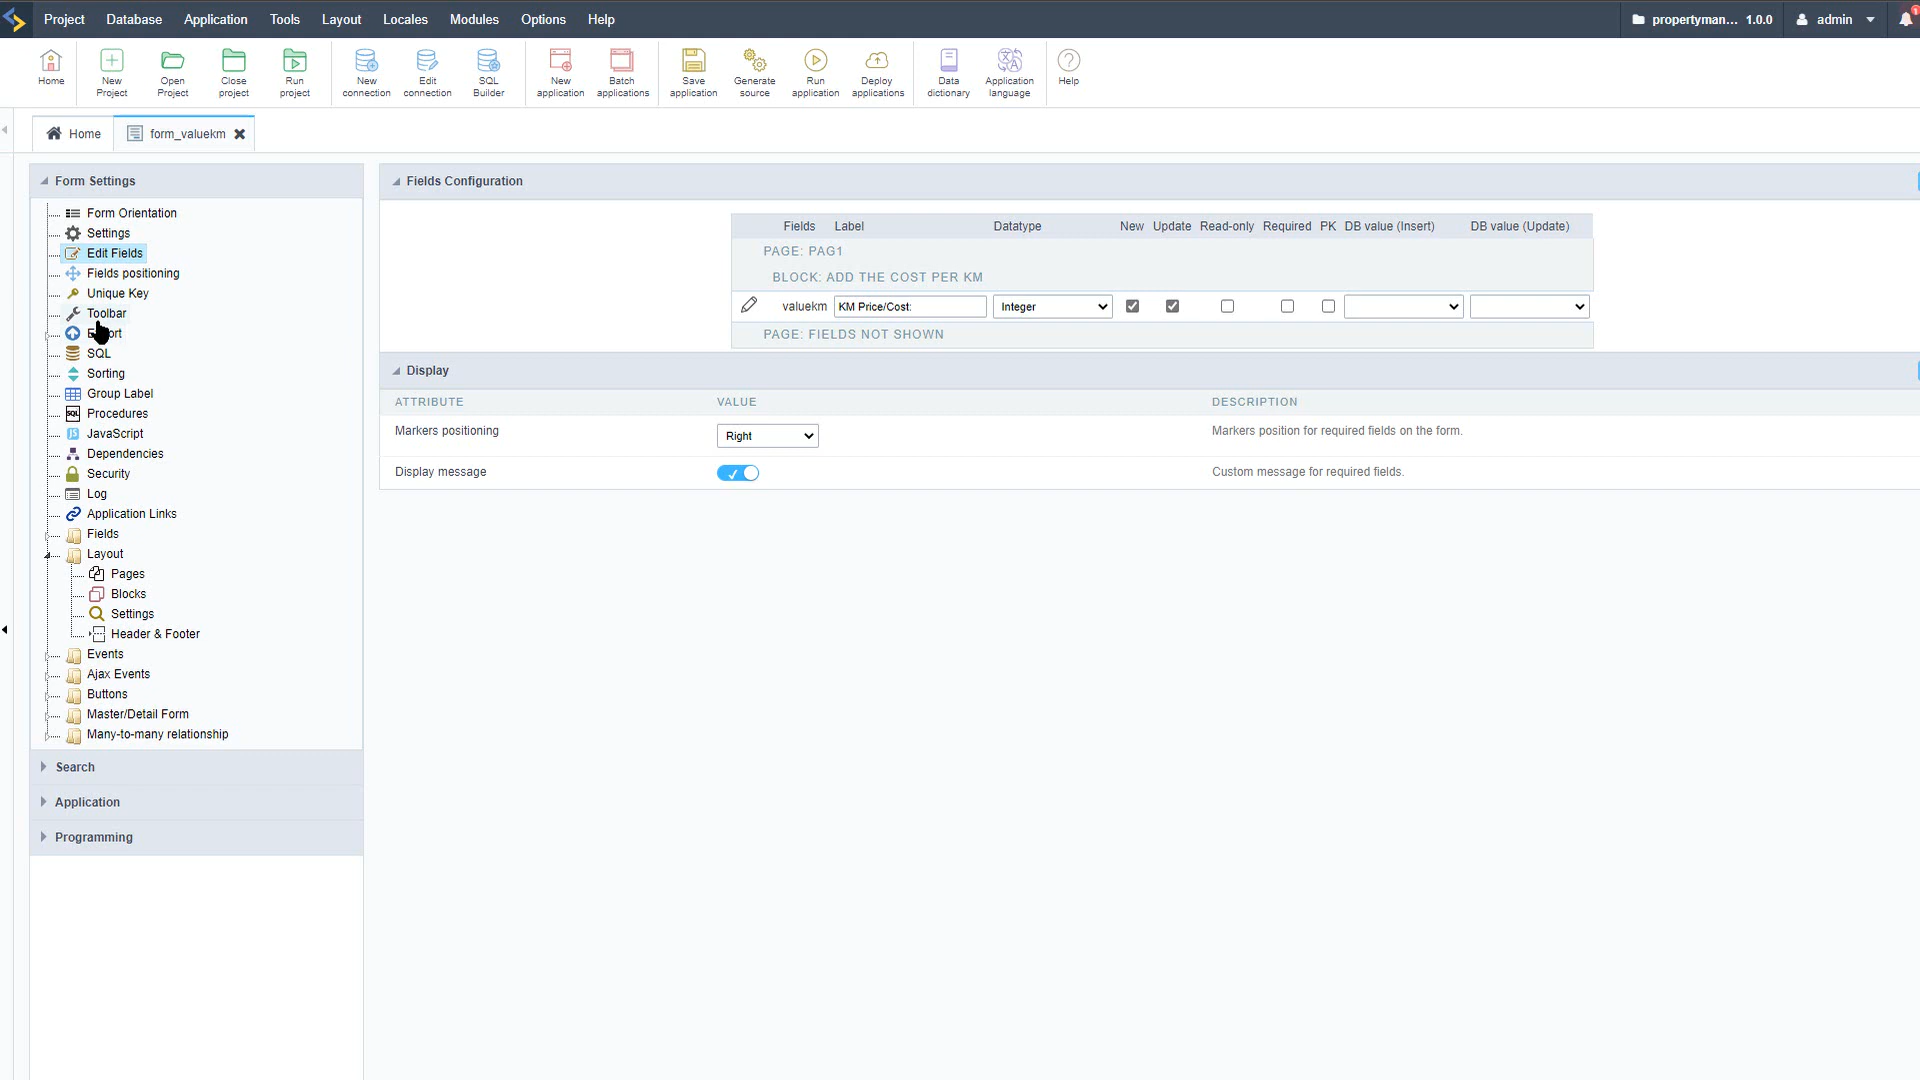 Project Database Application Tools Layout Locales Modules Options Help propertyman... 1.0.0 admin 1
Home New Project Open Project Close project Run project New connection Edit connection SQL Builder New application Batch applications Save application Generate source Run application Deploy applications Data dictionary Application language Help
Home form_valuekm
Form Settings
Form Orientation
Settings
Edit Fields
Fields positioning
Unique Key
Toolbar
SQL
Sorting
Group Label
Procedures
JavaScript
Dependencies
Security
Log
Application Links
Fields
Layout
Pages
Blocks
Settings
Header & Footer
Events
Ajax Events
Buttons
Master/Detail Form
Many-to-many relationship
Search
Application
Programming
Fields Configuration
Fields Label Datatype New Update Read-only Required PK DB value (Insert) DB value (Update)
PAGE: PAG1
BLOCK: ADD THE COST PER KM
valuekm KM Price/Cost: Integer
PAGE: FIELDS NOT SHOWN
Display
ATTRIBUTE VALUE DESCRIPTION
Markers positioning Right Markers position for required fields on the form.
Display message Custom message for required fields.